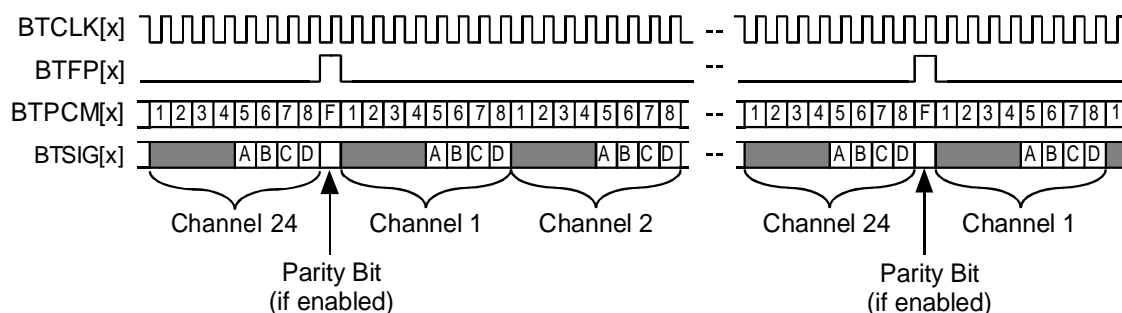 BTCLK[x] --
BTFP[x] --
BTPCM[x] 1 2 3 4 5 6 7 8 F 1 2 3 4 5 6 7 8 1 2 3 4 5 6 7 8 -- 1 2 3 4 5 6 7 8 F 1 2 3 4 5 6 7 8 1
BTSIG[x] A B C D A B C D A B C D -- A B C D A B C D
Channel 24 Channel 1 Channel 2 Channel 24 Channel 1
Parity Bit Parity Bit
(if enabled) (if enabled)